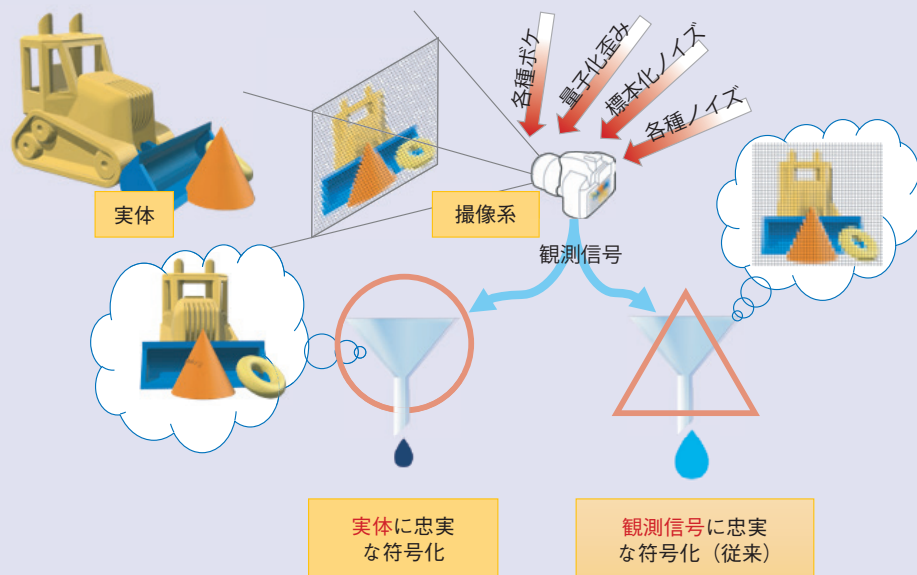 各種ボケ
量子化歪み
標本化ノイズ
各種ノイズ
実体
撮像系
観測信号
実体に忠実
な符号化
観測信号に忠実
な符号化（従来）